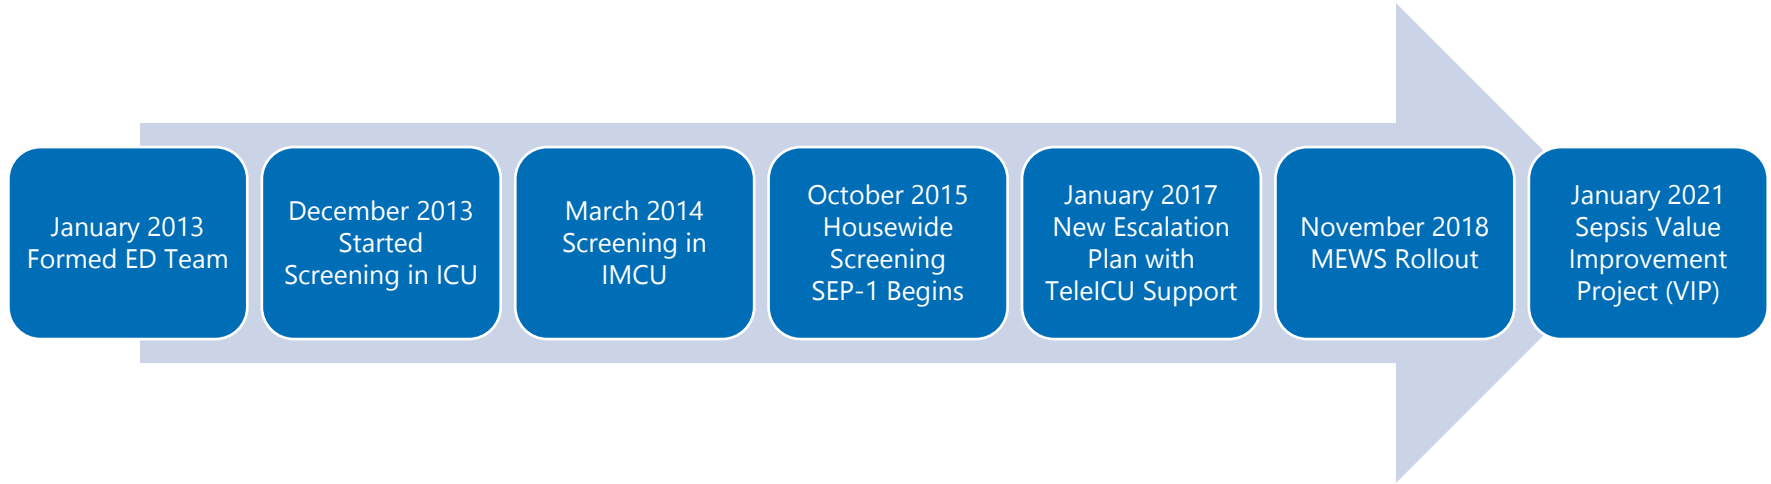 January 2013
Formed ED Team
December 2013
Started
Screening in ICU
March 2014
Screening in
IMCU
October 2015
Housewide
Screening
SEP-1 Begins
January 2017
New Escalation
Plan with
TeleICU Support
November 2018
MEWS Rollout
January 2021
Sepsis Value
Improvement
Project (VIP)